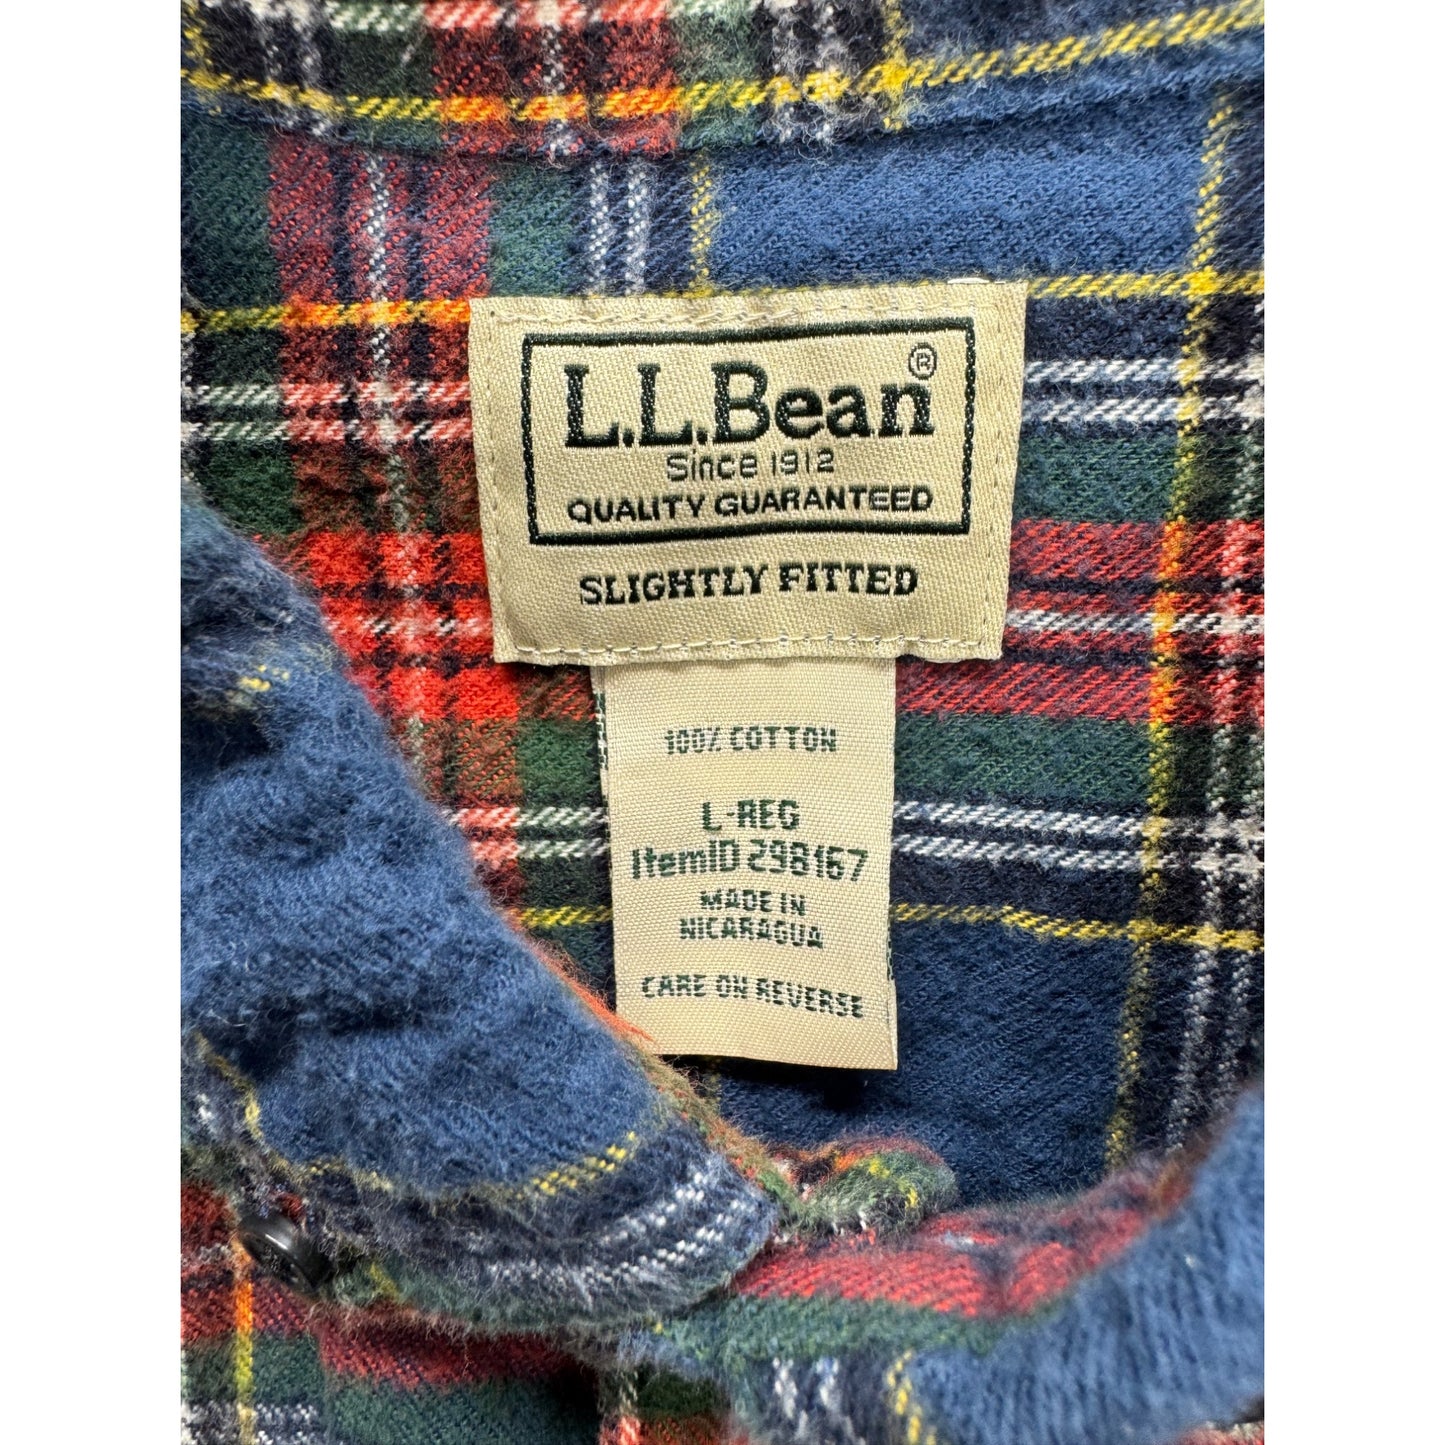 L.L.Bean®
Since 1912
QUALITY GUARANTEED
SLIGHTLY FITTED
100% COTTON
L-REG
ItemID 298167
MADE IN
NICARAGUA
CARE ON REVERSE